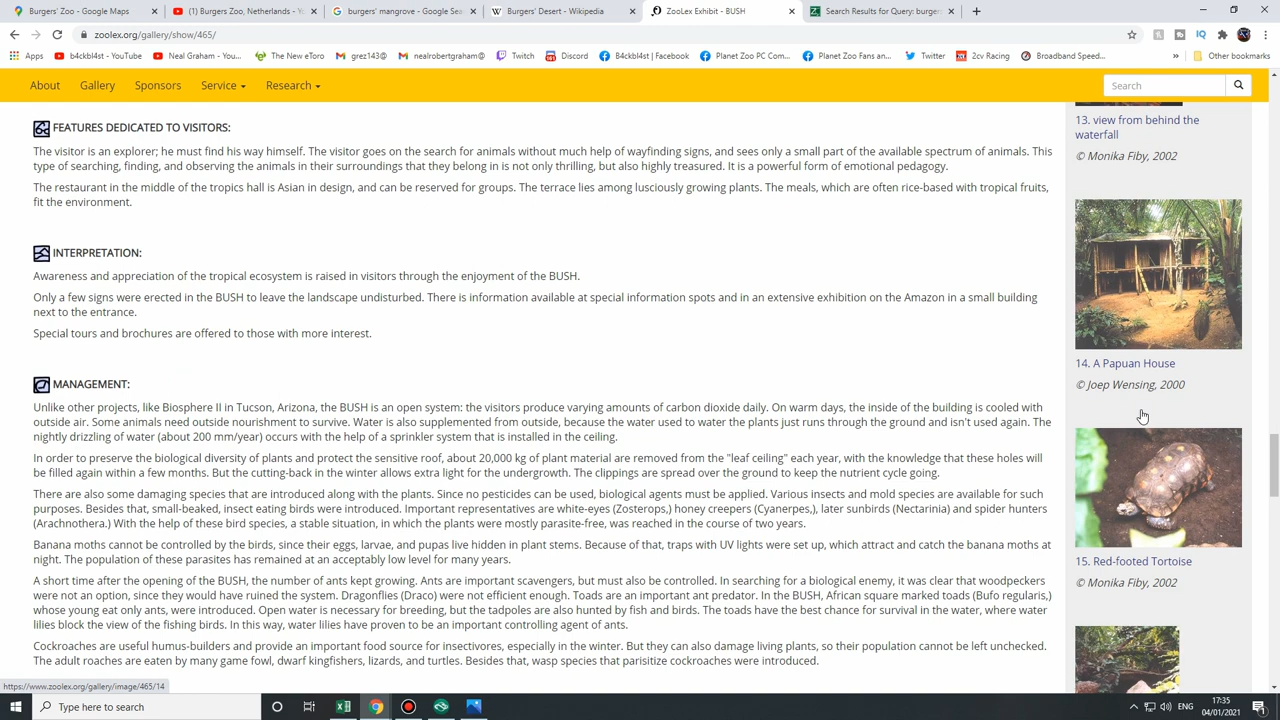 Burgers' Zoo - Google Maps
(1) Burgers Zoo, Netherlands - Y
burgers' mangrove - Google Sea
Burgers' Desert - Wikipedia
ZooLex Exhibit - BUSH
Search Results for Query: burger
zoolex.org/gallery/show/465/
Apps
b4ckbl4st - YouTube
Neal Graham - YouTube
The New eToro
grez143@
nealrobertgraham@
Twitch
Discord
B4ckbl4st | Facebook
Planet Zoo PC Com...
Planet Zoo Fans an...
Twitter
2cv Racing
Broadband Speed...
»
Other bookmarks
About
Gallery
Sponsors
Service
Research
Search
FEATURES DEDICATED TO VISITORS:
The visitor is an explorer; he must find his way himself. The visitor goes on the search for animals without much help of wayfinding signs, and sees only a small part of the available spectrum of animals. This
type of searching, finding, and observing the animals in their surroundings that they belong in is not only thrilling, but also highly treasured. It is a powerful form of emotional pedagogy.
The restaurant in the middle of the tropics hall is Asian in design, and can be reserved for groups. The terrace lies among lusciously growing plants. The meals, which are often rice-based with tropical fruits,
fit the environment.
INTERPRETATION:
Awareness and appreciation of the tropical ecosystem is raised in visitors through the enjoyment of the BUSH.
Only a few signs were erected in the BUSH to leave the landscape undisturbed. There is information available at special information spots and in an extensive exhibition on the Amazon in a small building
next to the entrance.
Special tours and brochures are offered to those with more interest.
MANAGEMENT:
Unlike other projects, like Biosphere II in Tucson, Arizona, the BUSH is an open system: the visitors produce varying amounts of carbon dioxide daily. On warm days, the inside of the building is cooled with
outside air. Some animals need outside nourishment to survive. Water is also supplemented from outside, because the water used to water the plants just runs through the ground and isn't used again. The
nightly drizzling of water (about 200 mm/year) occurs with the help of a sprinkler system that is installed in the ceiling.
In order to preserve the biological diversity of plants and protect the sensitive roof, about 20,000 kg of plant material are removed from the "leaf ceiling" each year, with the knowledge that these holes will
be filled again within a few months. But the cutting-back in the winter allows extra light for the undergrowth. The clippings are spread over the ground to keep the nutrient cycle going.
There are also some damaging species that are introduced along with the plants. Since no pesticides can be used, biological agents must be applied. Various insects and mold species are available for such
purposes. Besides that, small-beaked, insect eating birds were introduced. Important representatives are white-eyes (Zosterops,) honey creepers (Cyanerpes,), later sunbirds (Nectarinia) and spider hunters
(Arachnothera.) With the help of these bird species, a stable situation, in which the plants were mostly parasite-free, was reached in the course of two years.
Banana moths cannot be controlled by the birds, since their eggs, larvae, and pupas live hidden in plant stems. Because of that, traps with UV lights were set up, which attract and catch the banana moths at
night. The population of these parasites has remained at an acceptably low level for many years.
A short time after the opening of the BUSH, the number of ants kept growing. Ants are important scavengers, but must also be controlled. In searching for a biological enemy, it was clear that woodpeckers
were not an option, since they would have ruined the system. Dragonflies (Draco) were not efficient enough. Toads are an important ant predator. In the BUSH, African square marked toads (Bufo regularis,)
whose young eat only ants, were introduced. Open water is necessary for breeding, but the tadpoles are also hunted by fish and birds. The toads have the best chance for survival in the water, where water
lilies block the view of the fishing birds. In this way, water lilies have proven to be an important controlling agent of ants.
Cockroaches are useful humus-builders and provide an important food source for insectivores, especially in the winter. But they can also damage living plants, so their population cannot be left unchecked.
The adult roaches are eaten by many game fowl, dwarf kingfishers, lizards, and turtles. Besides that, wasp species that parisitize cockroaches were introduced.
13. view from behind the
waterfall
© Monika Fiby, 2002
14. A Papuan House
© Joep Wensing, 2000
15. Red-footed Tortoise
© Monika Fiby, 2002
https://www.zoolex.org/gallery/image/465/14
Type here to search
17:35
04/01/2021